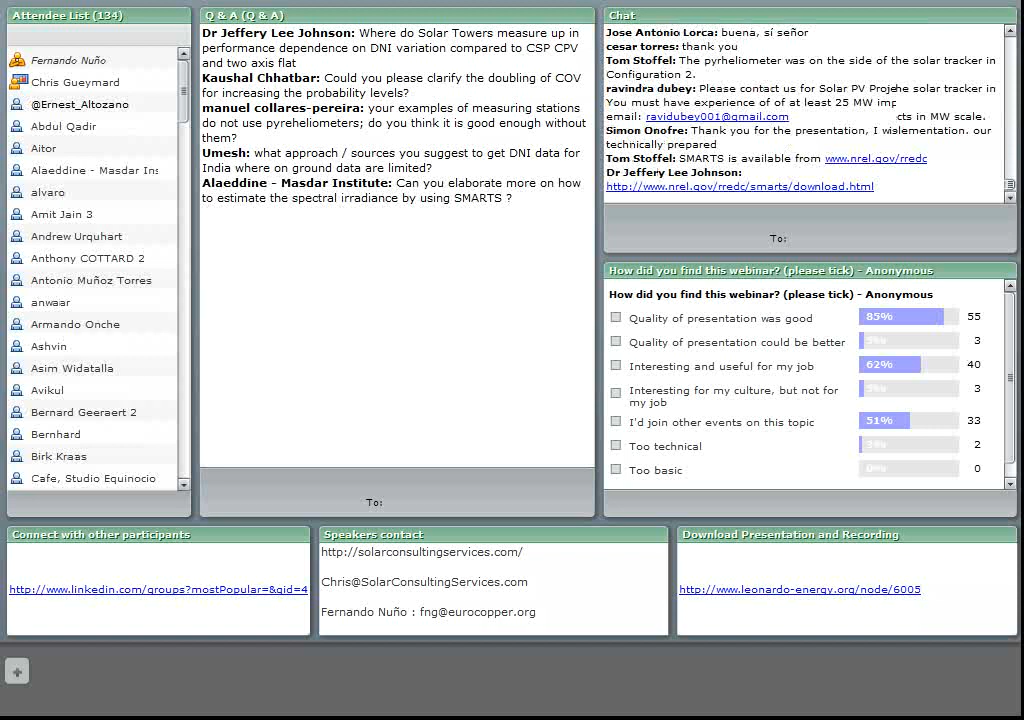 Attendee List (134)
Fernando Nuño
Chris Gueymard
@Ernest_Altozano
Abdul Qadir
Aitor
Alaeddine - Masdar Ins
alvaro
Amit Jain 3
Andrew Urquhart
Anthony COTTARD 2
Antonio Muñoz Torres
anwaar
Armando Onche
Ashvin
Asim Widatalla
Avikul
Bernard Geeraert 2
Bernhard
Birk Kraas
Cafe, Studio Equinocio
Q & A (Q & A)
Dr Jeffery Lee Johnson: Where do Solar Towers measure up in
performance dependence on DNI variation compared to CSP CPV
and two axis flat
Kaushal Chhatbar: Could you please clarify the doubling of COV
for increasing the probability levels?
manuel collares-pereira: your examples of measuring stations
do not use pyreheliometers; do you think it is good enough without
them?
Umesh: what approach / sources you suggest to get DNI data for
India where on ground data are limited?
Alaeddine - Masdar Institute: Can you elaborate more on how
to estimate the spectral irradiance by using SMARTS ?
To:
Chat
Jose Antonio Lorca: buena, sí señor
cesar torres: thank you
Tom Stoffel: The pyrheliometer was on the side of the solar tracker in
Configuration 2.
ravindra dubey: Please contact us for Solar PV Projehe solar tracker in
You must have experience of of at least 25 MW imp
email: ravidubey001@gmail.com cts in MW scale.
Simon Onofre: Thank you for the presentation, I wislementation. our
technically prepared
Tom Stoffel: SMARTS is available from www.nrel.gov/rredc
Dr Jeffery Lee Johnson:
http://www.nrel.gov/rredc/smarts/download.html
To:
How did you find this webinar? (please tick) - Anonymous
How did you find this webinar? (please tick) - Anonymous
Quality of presentation was good 85% 55
Quality of presentation could be better 5% 3
Interesting and useful for my job 62% 40
Interesting for my culture, but not for
my job 5% 3
I'd join other events on this topic 51% 33
Too technical 3% 2
Too basic 0% 0
Connect with other participants
http://www.linkedin.com/groups?mostPopular=&gid=4
Speakers contact
http://solarconsultingservices.com/
Chris@SolarConsultingServices.com
Fernando Nuño : fng@eurocopper.org
Download Presentation and Recording
http://www.leonardo-energy.org/node/6005